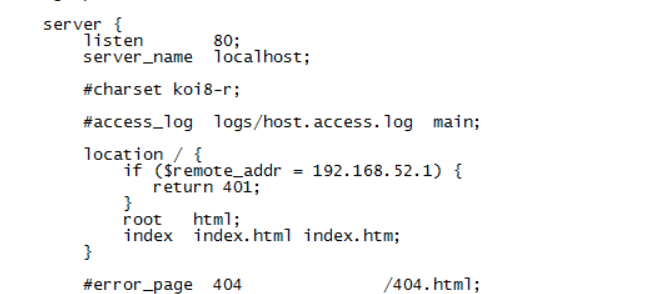 server {
listen 80;
server_name localhost;
#charset koi8-r;
#access_log logs/host.access.log main;
location / {
if ($remote_addr = 192.168.52.1) {
return 401;
}
root html;
index index.html index.htm;
}
#error_page 404 /404.html;